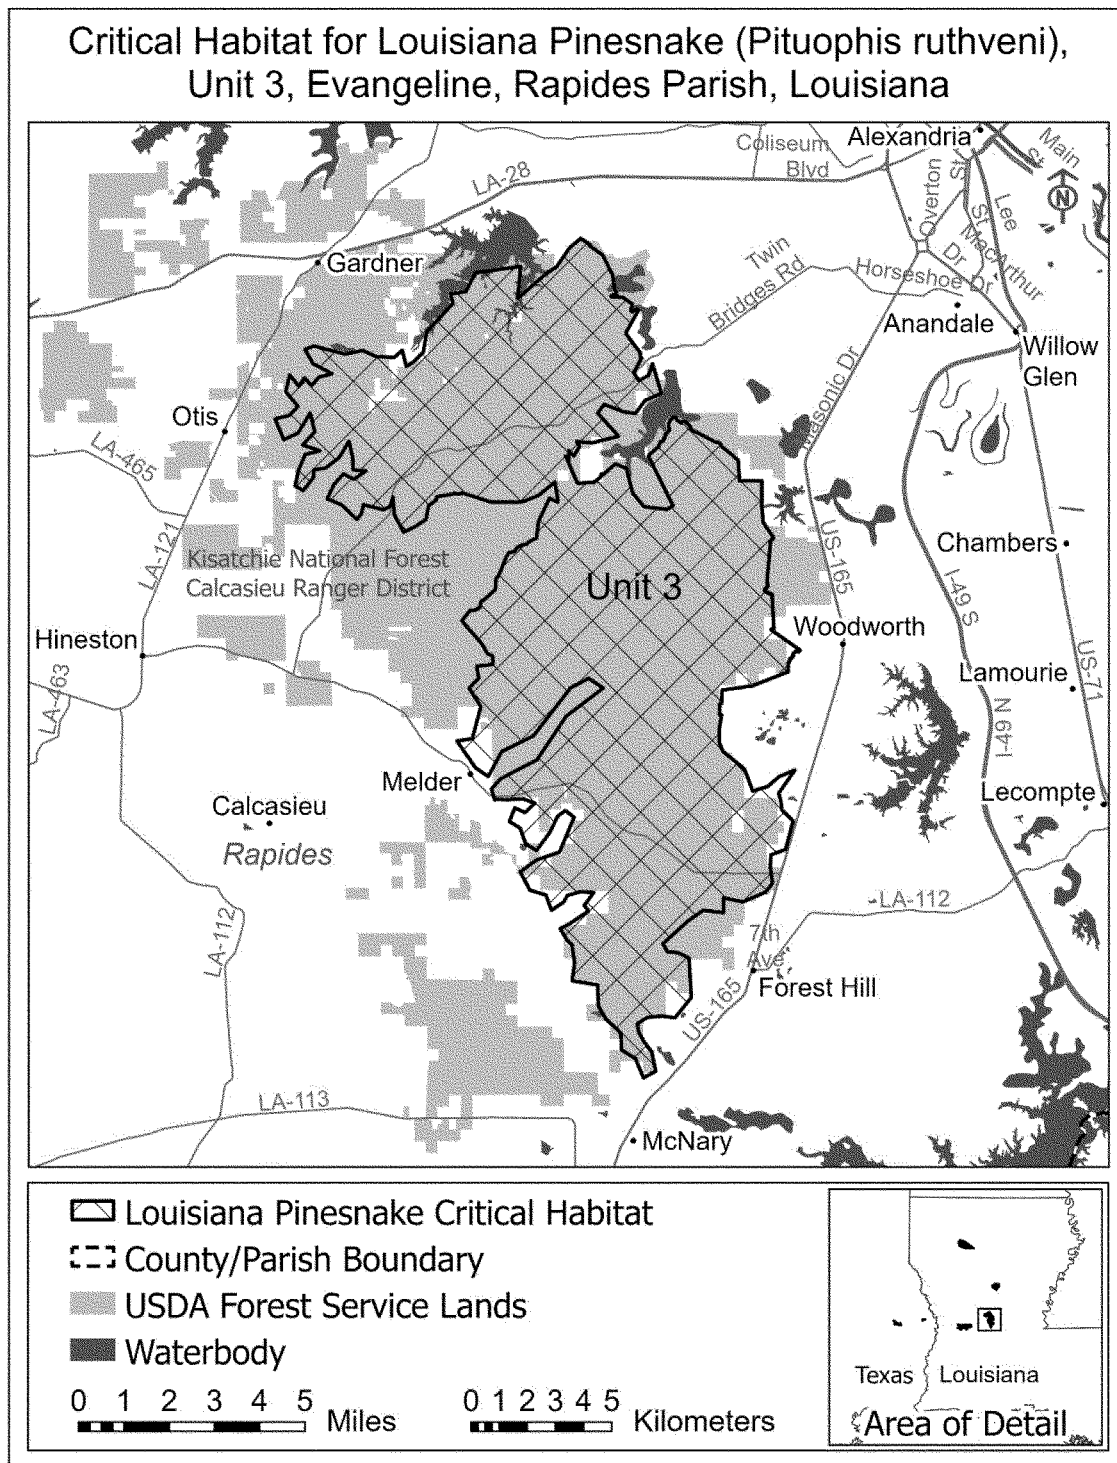 Critical Habitat for Louisiana Pinesnake (Pituophis ruthveni),
Unit 3, Evangeline, Rapides Parish, Louisiana
Coliseum
Blvd
Alexandria
Main
St
LA-28
Overton
St
Lee
St
MacArthur
Dr
N
Gardner
Twin
Bridges Rd
Horseshoe Dr
Anandale
Willow
Glen
Masonic Dr
Otis
LA-465
LA-121
Kisatchie National Forest
Calcasieu Ranger District
Unit 3
US-165
Chambers
I-49 S
Hineston
Woodworth
LA-463
Lamourie
US-71
I-49 N
Melder
Lecompte
Calcasieu
Rapides
LA-112
LA-112
7th
Ave
Forest Hill
US-165
LA-113
McNary
Louisiana Pinesnake Critical Habitat
County/Parish Boundary
USDA Forest Service Lands
Waterbody
0 1 2 3 4 5
Miles
0 1 2 3 4 5
Kilometers
Texas
Louisiana
Area of Detail